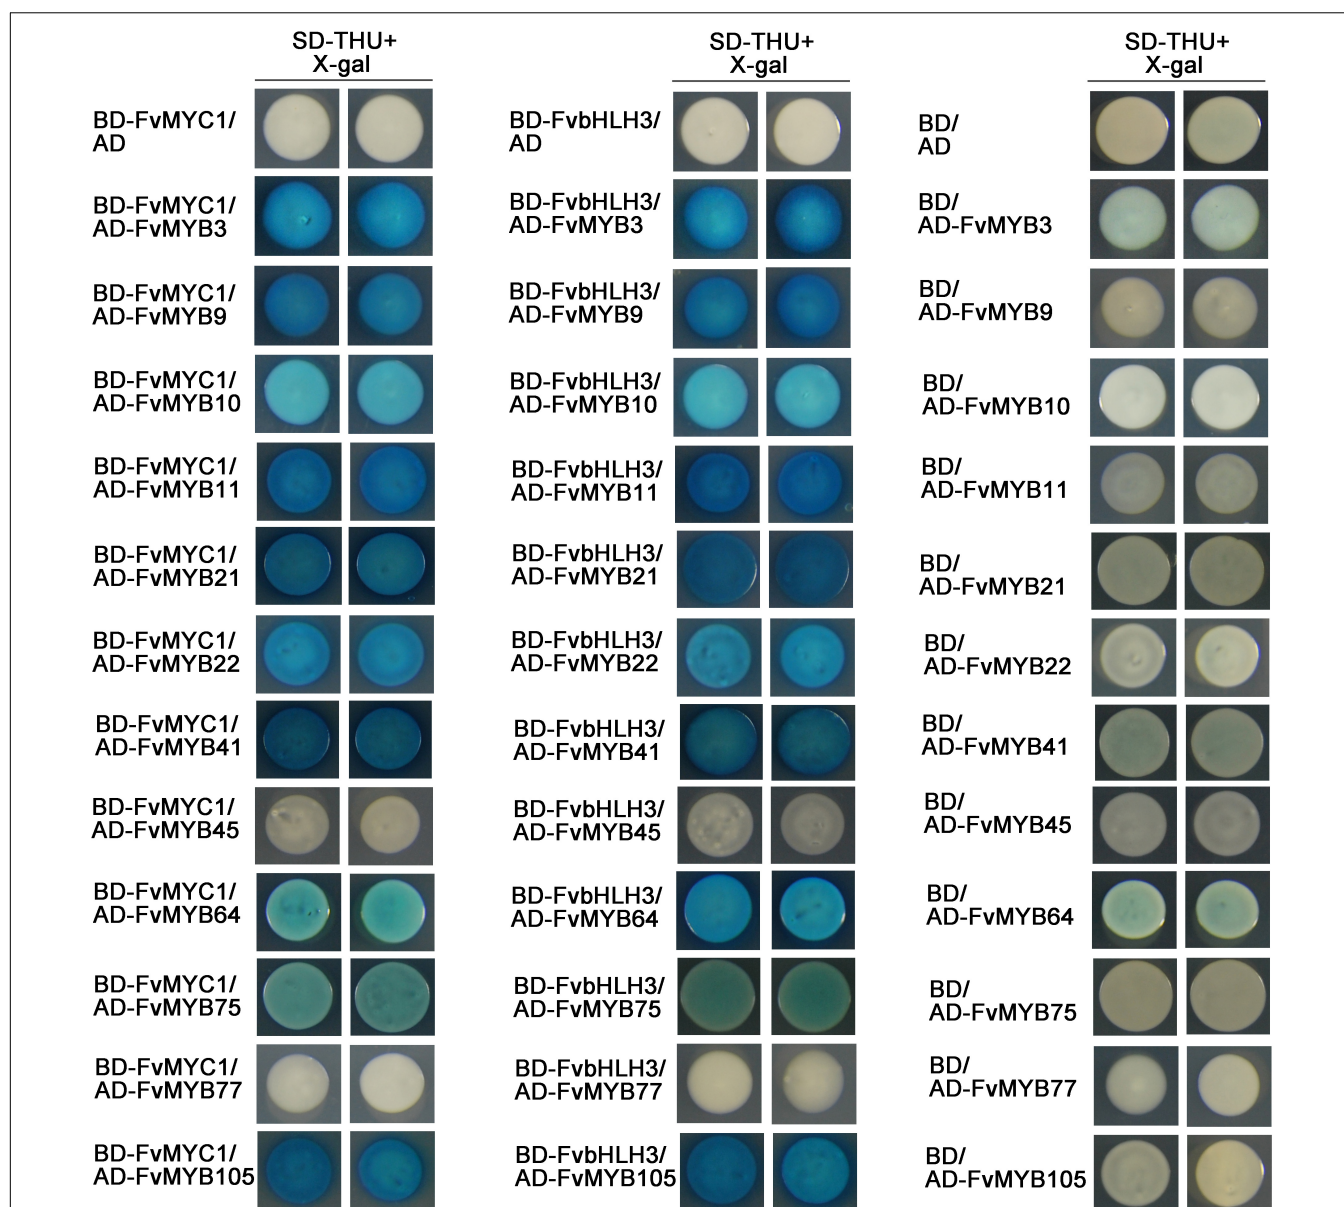 SD-THU+
X-gal
SD-THU+
X-gal
SD-THU+
X-gal
BD-FvMYC1/
AD
BD-FvbHLH3/
AD
BD/
AD
BD-FvMYC1/
AD-FvMYB3
BD-FvbHLH3/
AD-FvMYB3
BD/
AD-FvMYB3
BD-FvMYC1/
AD-FvMYB9
BD-FvbHLH3/
AD-FvMYB9
BD/
AD-FvMYB9
BD-FvMYC1/
AD-FvMYB10
BD-FvbHLH3/
AD-FvMYB10
BD/
AD-FvMYB10
BD-FvMYC1/
AD-FvMYB11
BD-FvbHLH3/
AD-FvMYB11
BD/
AD-FvMYB11
BD-FvMYC1/
AD-FvMYB21
BD-FvbHLH3/
AD-FvMYB21
BD/
AD-FvMYB21
BD-FvMYC1/
AD-FvMYB22
BD-FvbHLH3/
AD-FvMYB22
BD/
AD-FvMYB22
BD-FvMYC1/
AD-FvMYB41
BD-FvbHLH3/
AD-FvMYB41
BD/
AD-FvMYB41
BD-FvMYC1/
AD-FvMYB45
BD-FvbHLH3/
AD-FvMYB45
BD/
AD-FvMYB45
BD-FvMYC1/
AD-FvMYB64
BD-FvbHLH3/
AD-FvMYB64
BD/
AD-FvMYB64
BD-FvMYC1/
AD-FvMYB75
BD-FvbHLH3/
AD-FvMYB75
BD/
AD-FvMYB75
BD-FvMYC1/
AD-FvMYB77
BD-FvbHLH3/
AD-FvMYB77
BD/
AD-FvMYB77
BD-FvMYC1/
AD-FvMYB105
BD-FvbHLH3/
AD-FvMYB105
BD/
AD-FvMYB105